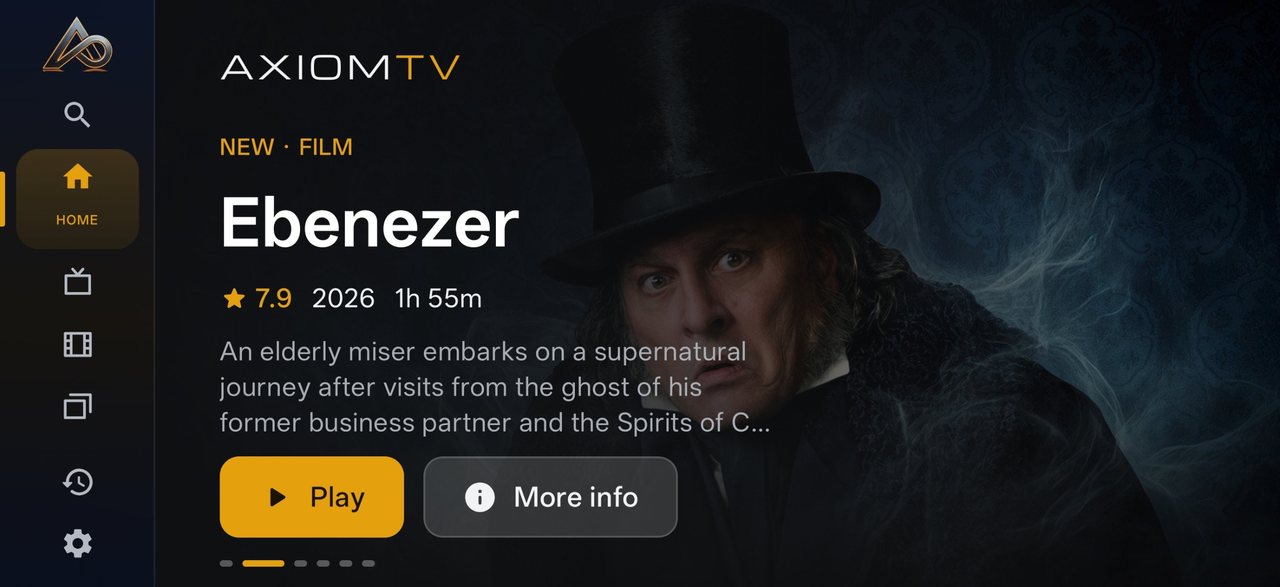 AXIOMTV
NEW · FILM
HOME
Ebenezer
7.9 2026 1h 55m
An elderly miser embarks on a supernatural
journey after visits from the ghost of his
former business partner and the Spirits of C...
Play More info